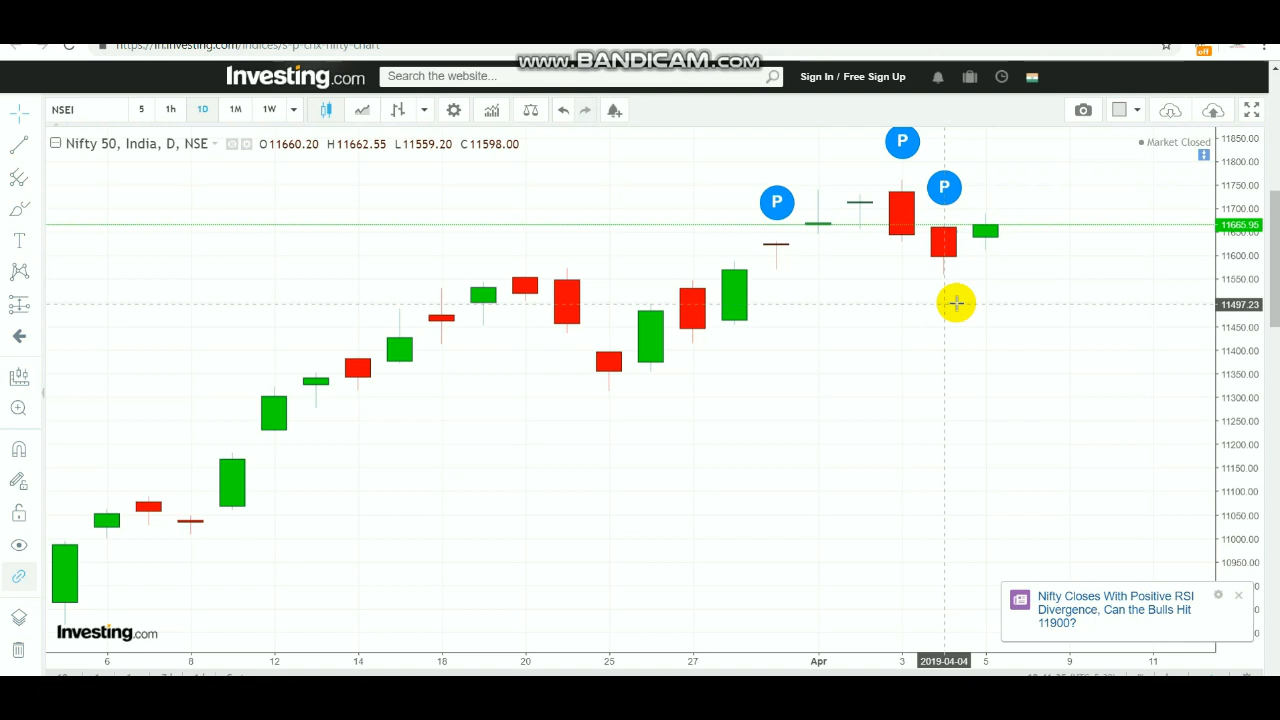 https://in.investing.com/indices/s-p-cnx-nifty-chart
off
www.BANDICAM.com
Investing.com
Search the website...
Sign In / Free Sign Up
NSEI
5
1h
1D
1M
1W
Nifty 50, India, D, NSE
O11660.20 H11662.55 L11559.20 C11598.00
Market Closed
P
P
P
11850.00
11800.00
11750.00
11700.00
11665.95
11650.00
11600.00
11550.00
11497.23
11450.00
11400.00
11350.00
11300.00
11250.00
11200.00
11150.00
11100.00
11050.00
11000.00
10950.00
Nifty Closes With Positive RSI
Divergence, Can the Bulls Hit
11900?
Investing.com
6
8
12
14
18
20
25
27
Apr
3
2019-04-04
5
9
11